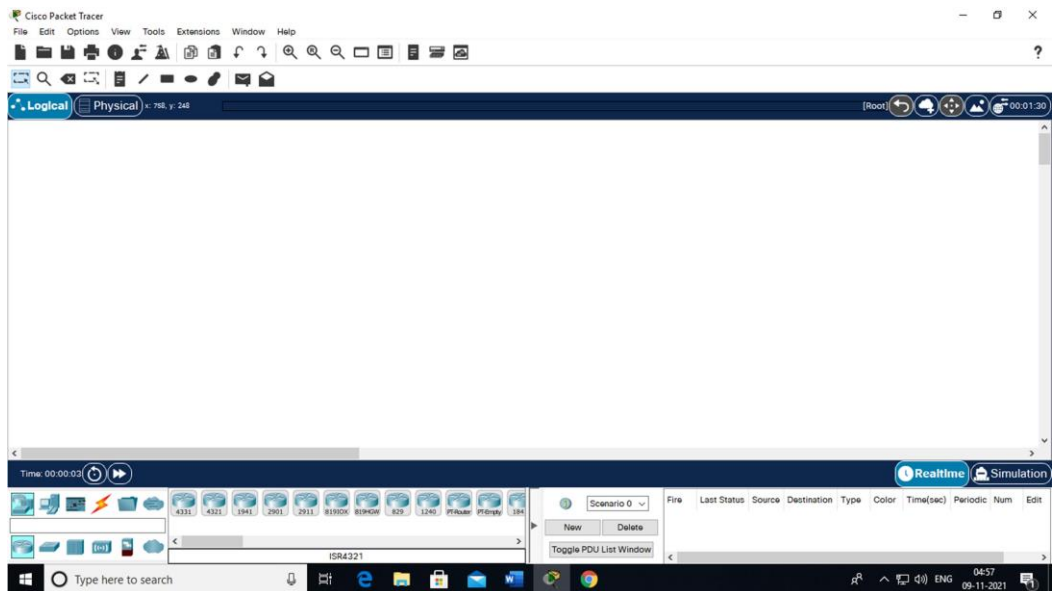 Cisco Packet Tracer
File Edit Options View Tools Extensions Window Help
?
Logical Physical x: 758, y: 248 [Root] 00:01:30
Time: 00:00:03 Realtime Simulation
4331 4321 1941 2901 2911 819IOX 819HGW 829 1240 PT-Router PT-Empty 184
Scenario 0 Fire Last Status Source Destination Type Color Time(sec) Periodic Num Edit
New Delete
Toggle PDU List Window
ISR4321
Type here to search ENG 04:57
09-11-2021